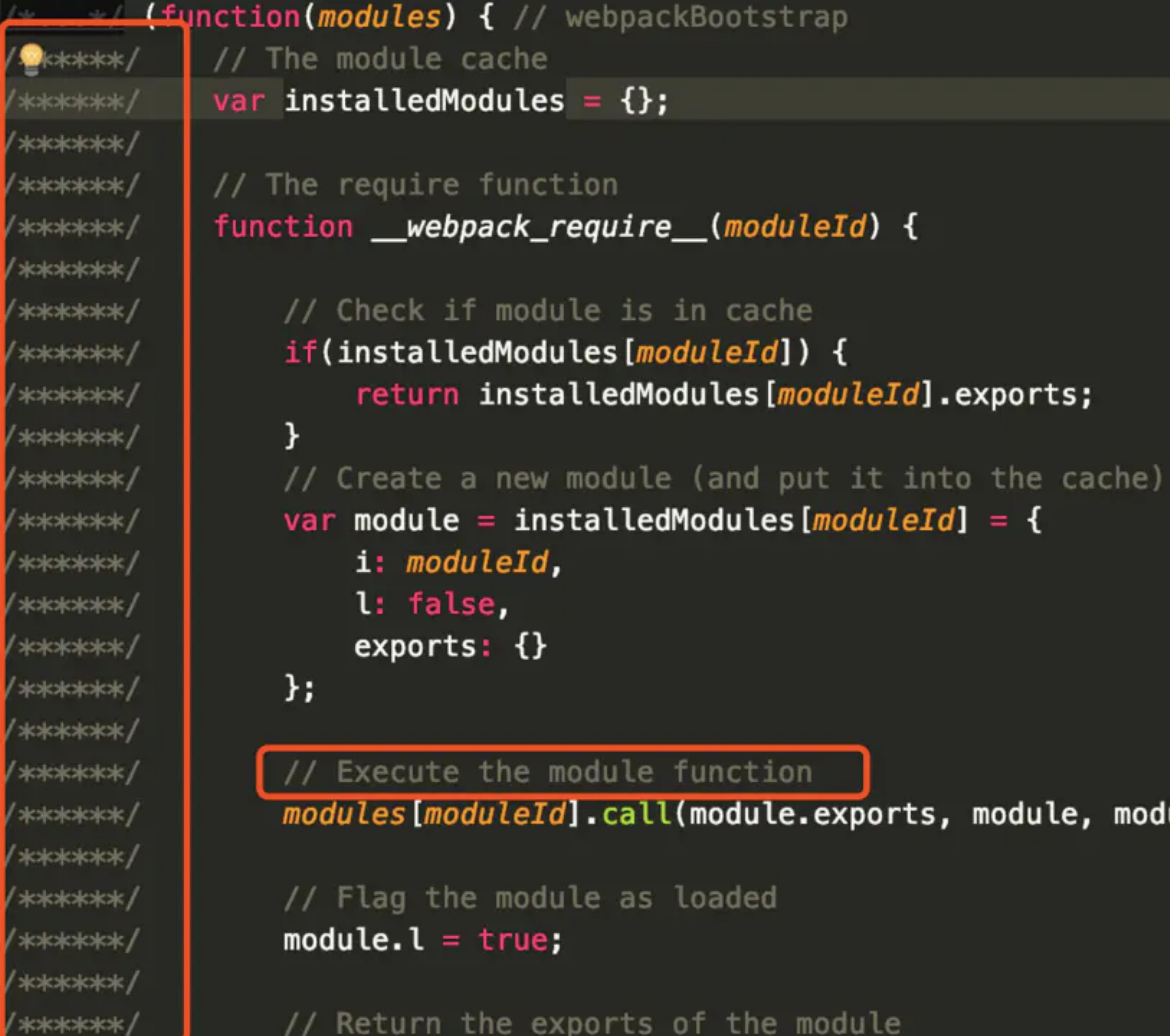 /******/ (function(modules) { // webpackBootstrap
/******/ // The module cache
/******/ var installedModules = {};
/******/
/******/ // The require function
/******/ function __webpack_require__(moduleId) {
/******/
/******/ // Check if module is in cache
/******/ if(installedModules[moduleId]) {
/******/ return installedModules[moduleId].exports;
/******/ }
/******/ // Create a new module (and put it into the cache)
/******/ var module = installedModules[moduleId] = {
/******/ i: moduleId,
/******/ l: false,
/******/ exports: {}
/******/ };
/******/
/******/ // Execute the module function
/******/ modules[moduleId].call(module.exports, module,
/******/
/******/ // Flag the module as loaded
/******/ module.l = true;
/******/
/******/ // Return the exports of the module